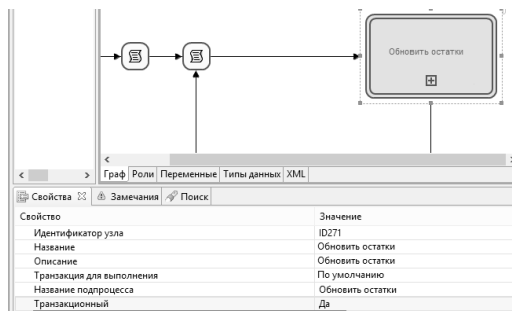 Обновить остатки
Граф Роли Переменные Типы данных XML
Свойства Замечания Поиск
Свойство Значение
Идентификатор узла ID271
Название Обновить остатки
Описание Обновить остатки
Транзакция для выполнения По умолчанию
Название подпроцесса Обновить остатки
Транзакционный Да